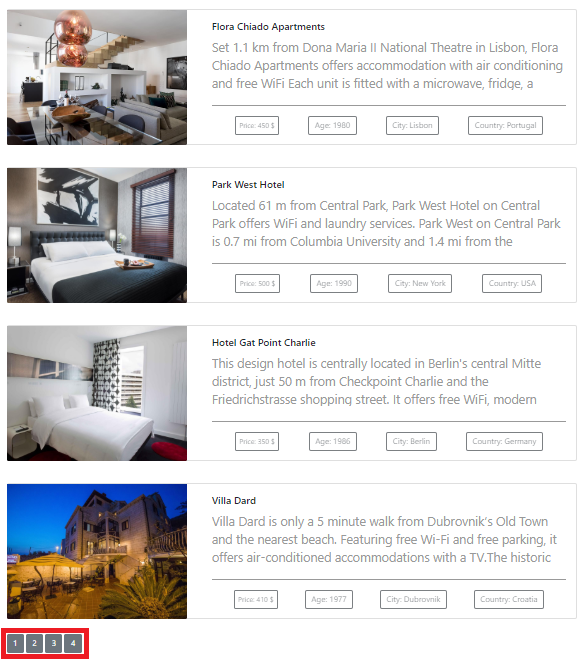 Flora Chiado Apartments
Set 1.1 km from Dona Maria II National Theatre in Lisbon, Flora
Chiado Apartments offers accommodation with air conditioning
and free WiFi Each unit is fitted with a microwave, fridge, a
Price: 450 $ Age: 1980 City: Lisbon Country: Portugal
Park West Hotel
Located 61 m from Central Park, Park West Hotel on Central
Park offers WiFi and laundry services. Park West on Central Park
is 0.7 mi from Columbia University and 1.4 mi from the
Price: 500 $ Age: 1990 City: New York Country: USA
Hotel Gat Point Charlie
This design hotel is centrally located in Berlin's central Mitte
district, just 50 m from Checkpoint Charlie and the
Friedrichstrasse shopping street. It offers free WiFi, modern
Price: 350 $ Age: 1986 City: Berlin Country: Germany
Villa Dard
Villa Dard is only a 5 minute walk from Dubrovnik’s Old Town
and the nearest beach. Featuring free Wi-Fi and free parking, it
offers air-conditioned accommodations with a TV.The historic
Price: 410 $ Age: 1977 City: Dubrovnik Country: Croatia
1 2 3 4